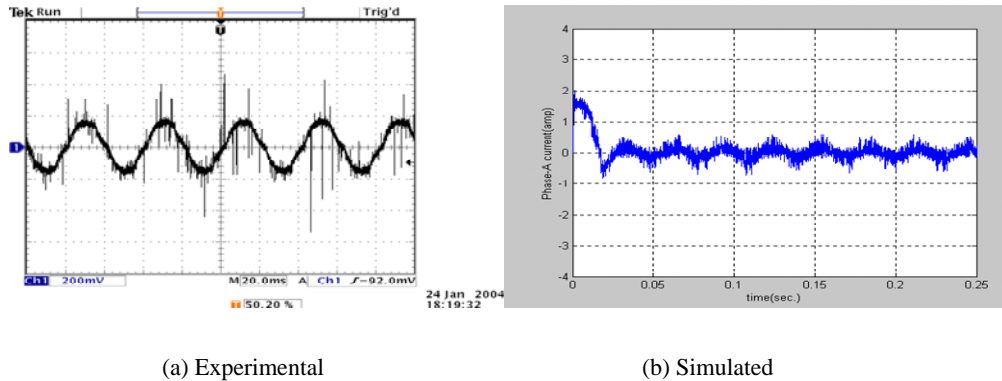 Tek Run
Trig'd
T
T
1
Ch1 200mV M 20.0ms A Ch1 ʃ -92.0mV
T 50.20 %
24 Jan 2004
18:19:32
Phase-A current(amp)
4
3
2
1
0
-1
-2
-3
-4
0 0.05 0.1 0.15 0.2 0.25
time(sec.)
(a) Experimental
(b) Simulated